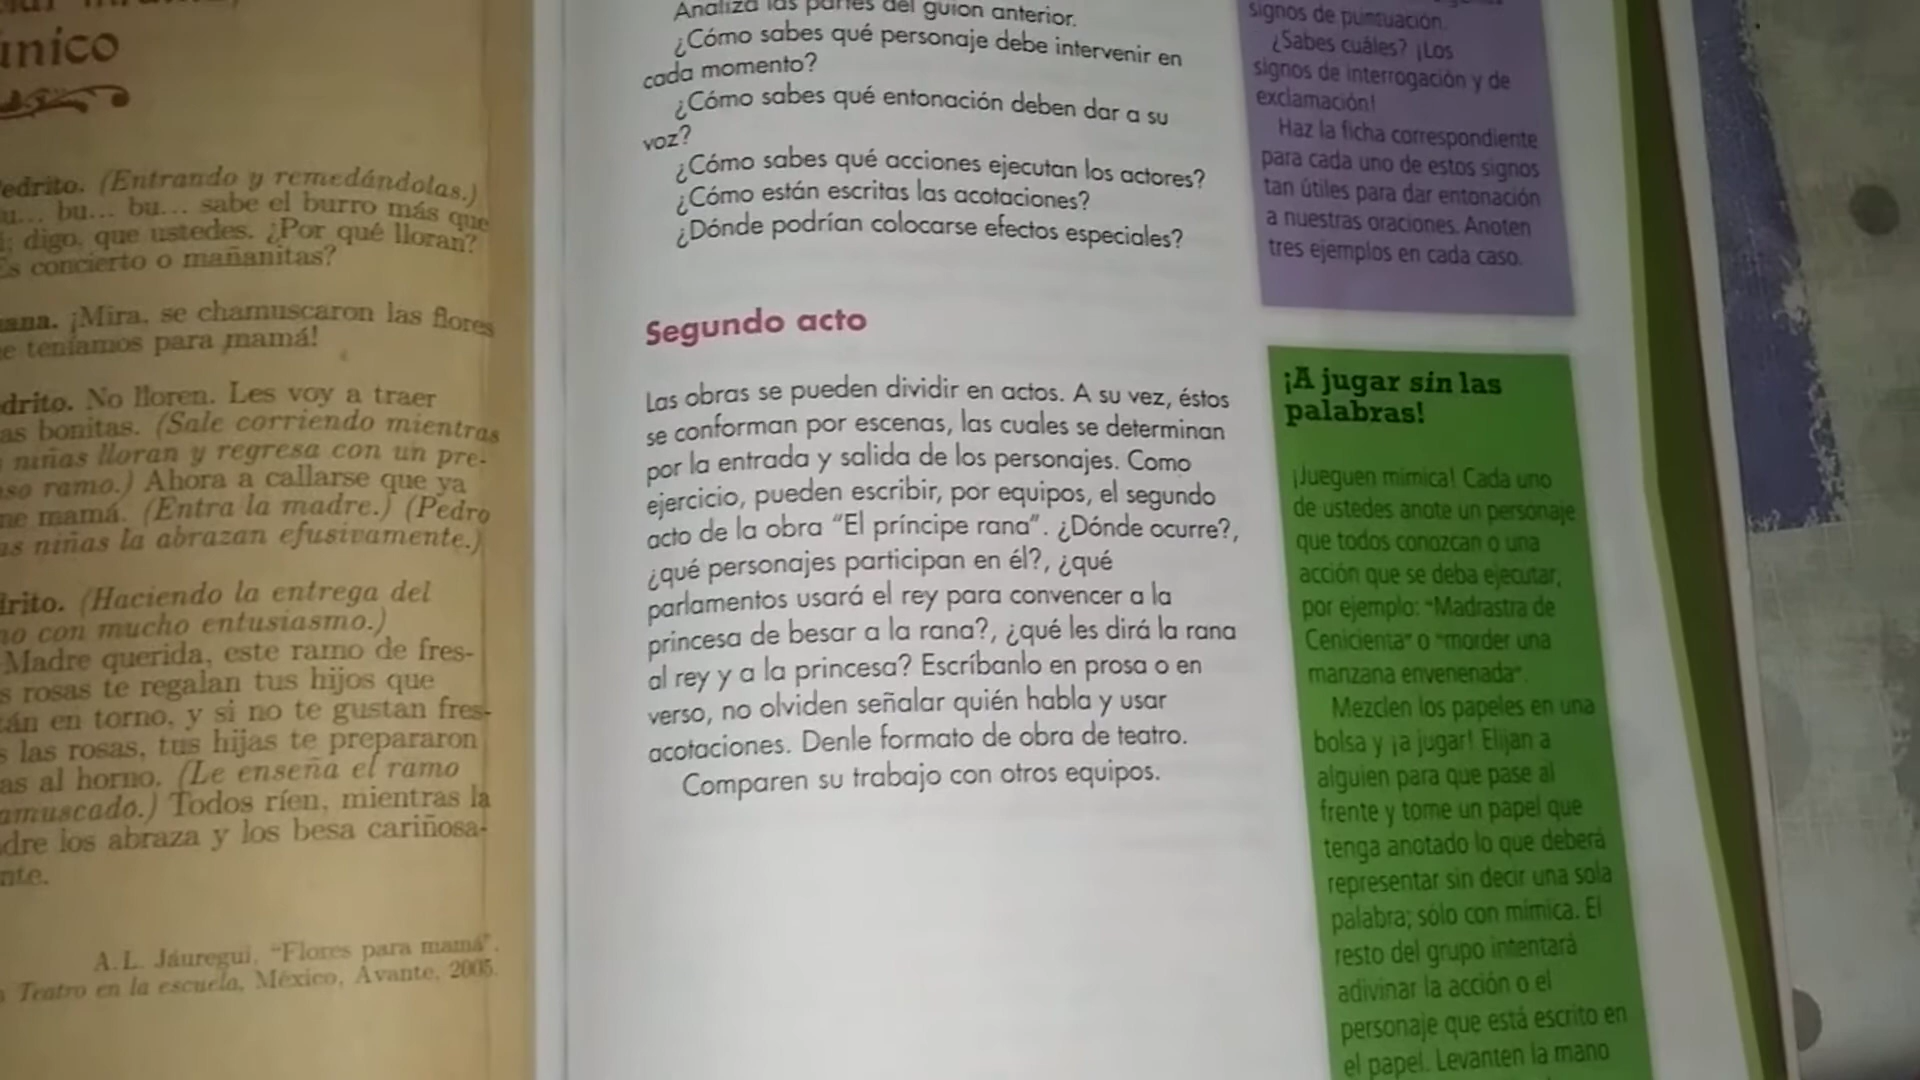 único
(Entrando y remedándolas.)
bu... bu... sabe el burro más que
digo, que ustedes. ¿Por qué lloran?
concierto o mañanitas?
¡Mira, se chamuscaron las flores
teníamos para mamá!
No lloren. Les voy a traer
bonitas. (Sale corriendo mientras
niñas lloran y regresa con un pre-
ramo.) Ahora a callarse que ya
mamá. (Entra la madre.) (Pedro
niñas la abrazan efusivamente.)
(Haciendo la entrega del
con mucho entusiasmo.)
Madre querida, este ramo de fres-
rosas te regalan tus hijos que
en torno, y si no te gustan fres-
las rosas, tus hijas te prepararon
al horno. (Le enseña el ramo
Todos ríen, mientras la
los abraza y los besa cariñosa-
A.L. Jáuregui, "Flores para mamá",
Teatro en la escuela, México, Avante, 2005.
Analiza las partes del guion anterior.
¿Cómo sabes qué personaje debe intervenir en
cada momento?
¿Cómo sabes qué entonación deben dar a su
voz?
¿Cómo sabes qué acciones ejecutan los actores?
¿Cómo están escritas las acotaciones?
¿Dónde podrían colocarse efectos especiales?
Segundo acto
Las obras se pueden dividir en actos. A su vez, éstos
se conforman por escenas, las cuales se determinan
por la entrada y salida de los personajes. Como
ejercicio, pueden escribir, por equipos, el segundo
acto de la obra "El príncipe rana". ¿Dónde ocurre?,
¿qué personajes participan en él?, ¿qué
parlamentos usará el rey para convencer a la
princesa de besar a la rana?, ¿qué les dirá la rana
al rey y a la princesa? Escríbanlo en prosa o en
verso, no olviden señalar quién habla y usar
acotaciones. Denle formato de obra de teatro.
Comparen su trabajo con otros equipos.
signos de puntuación.
¿Sabes cuáles? ¡Los
signos de interrogación y de
exclamación!
Haz la ficha correspondiente
para cada uno de estos signos
tan útiles para dar entonación
a nuestras oraciones. Anoten
tres ejemplos en cada caso.
¡A jugar sin las
palabras!
¡Jueguen mímica! Cada uno
de ustedes anote un personaje
que todos conozcan o una
acción que se deba ejecutar,
por ejemplo: "Madrastra de
Cenicienta" o "morder una
manzana envenenada".
Mezclen los papeles en una
bolsa y ¡a jugar! Elijan a
alguien para que pase al
frente y tome un papel que
tenga anotado lo que deberá
representar sin decir una sola
palabra; sólo con mímica. El
resto del grupo intentará
adivinar la acción o el
personaje que está escrito en
el papel. Levanten la mano